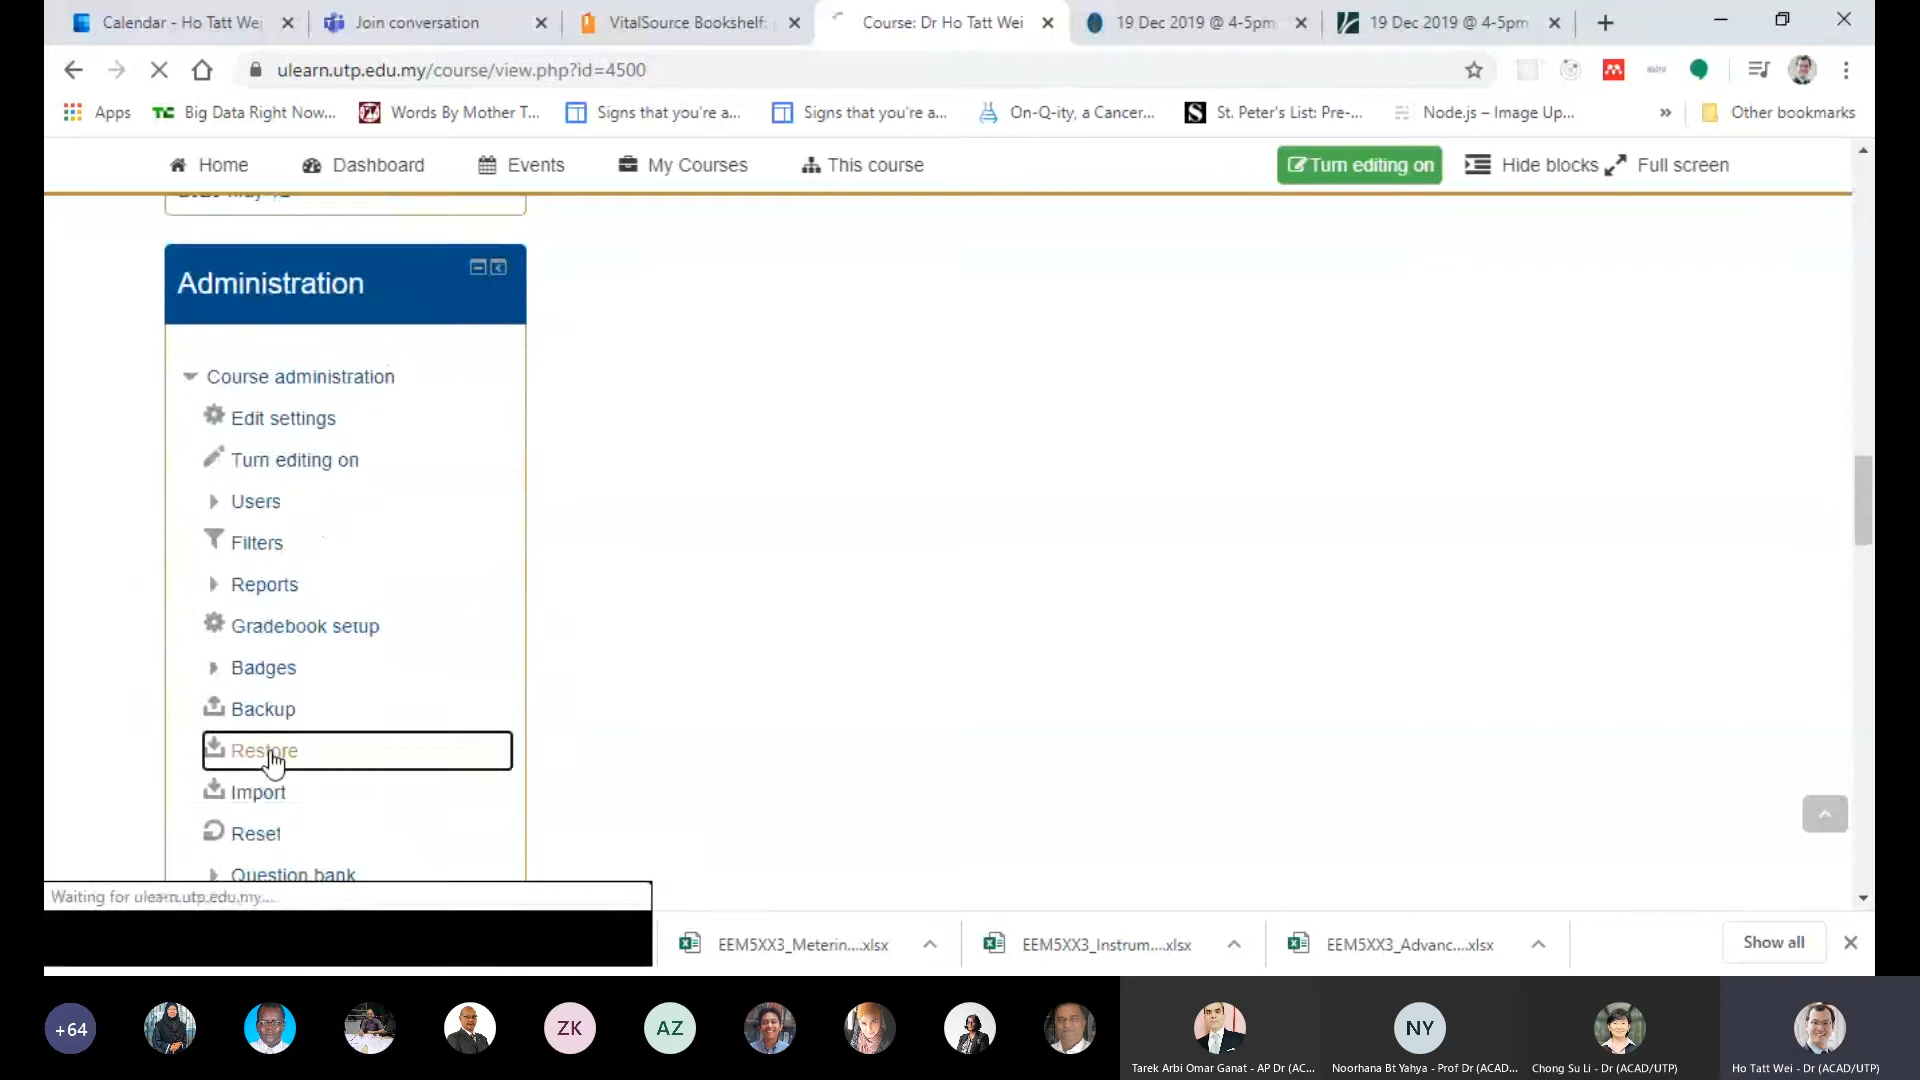 Calendar - Ho Tatt We
Join conversation
VitalSource Bookshelf:
Course: Dr Ho Tatt Wei
19 Dec 2019 @ 4-5pm
19 Dec 2019 @ 4-5pm
ulearn.utp.edu.my/course/view.php?id=4500
Apps
Big Data Right Now...
Words By Mother T...
Signs that you're a...
Signs that you're a...
On-Q-ity, a Cancer...
St. Peter's List: Pre-...
Node.js – Image Up...
»
Other bookmarks
Home
Dashboard
Events
My Courses
This course
Turn editing on
Hide blocks
Full screen
Administration
Course administration
Edit settings
Turn editing on
Users
Filters
Reports
Gradebook setup
Badges
Backup
Restore
Import
Reset
Question bank
Waiting for ulearn.utp.edu.my...
EEM5XX3_Meterin....xlsx
EEM5XX3_Instrum....xlsx
EEM5XX3_Advanc....xlsx
Show all
+64
ZK
AZ
NY
Tarek Arbi Omar Ganat - AP Dr (AC...
Noorhana Bt Yahya - Prof Dr (ACAD...
Chong Su Li - Dr (ACAD/UTP)
Ho Tatt Wei - Dr (ACAD/UTP)